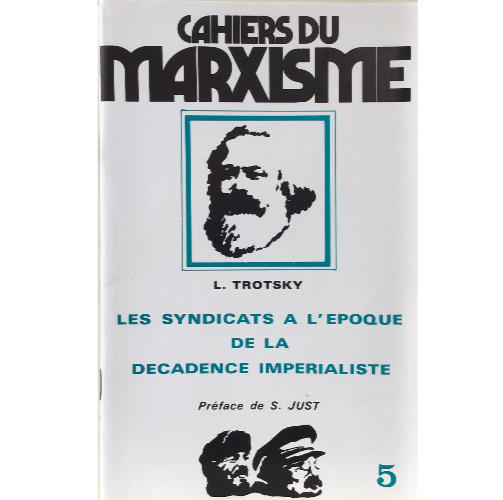 CAHIERS DU
MARXISME
L. TROTSKY
LES SYNDICATS A L'EPOQUE
DE LA
DECADENCE IMPERIALISTE
Préface de S. JUST
5